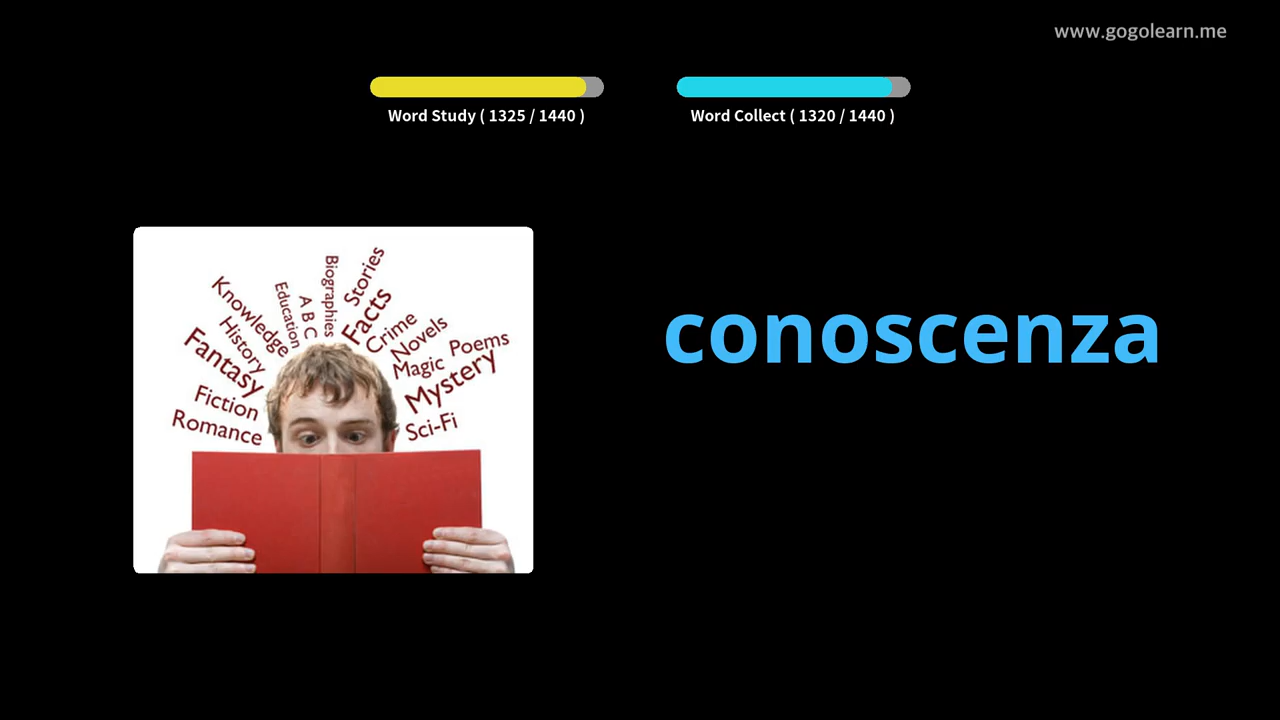 www.gogolearn.me
Word Study ( 1325 / 1440 )
Word Collect ( 1320 / 1440 )
Knowledge
Education
A B C
Biographies
Stories
Facts
Crime
Novels
Poems
History
Fantasy
Magic
Mystery
Fiction
Romance
Sci-Fi
conoscenza